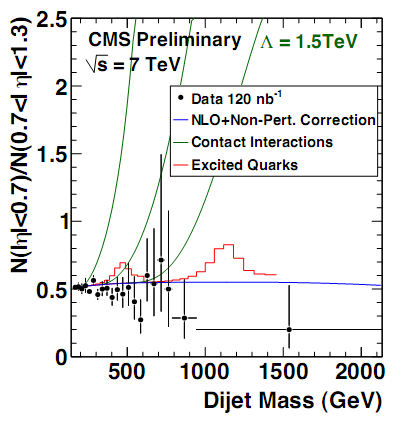 2.5
2
1.5
1
0.5
0
N(|η|<0.7)/N(0.7<| η|<1.3)
CMS Preliminary
√s = 7 TeV
Λ = 1.5TeV
Data 120 nb⁻¹
NLO+Non-Pert. Correction
Contact Interactions
Excited Quarks
500 1000 1500 2000
Dijet Mass (GeV)